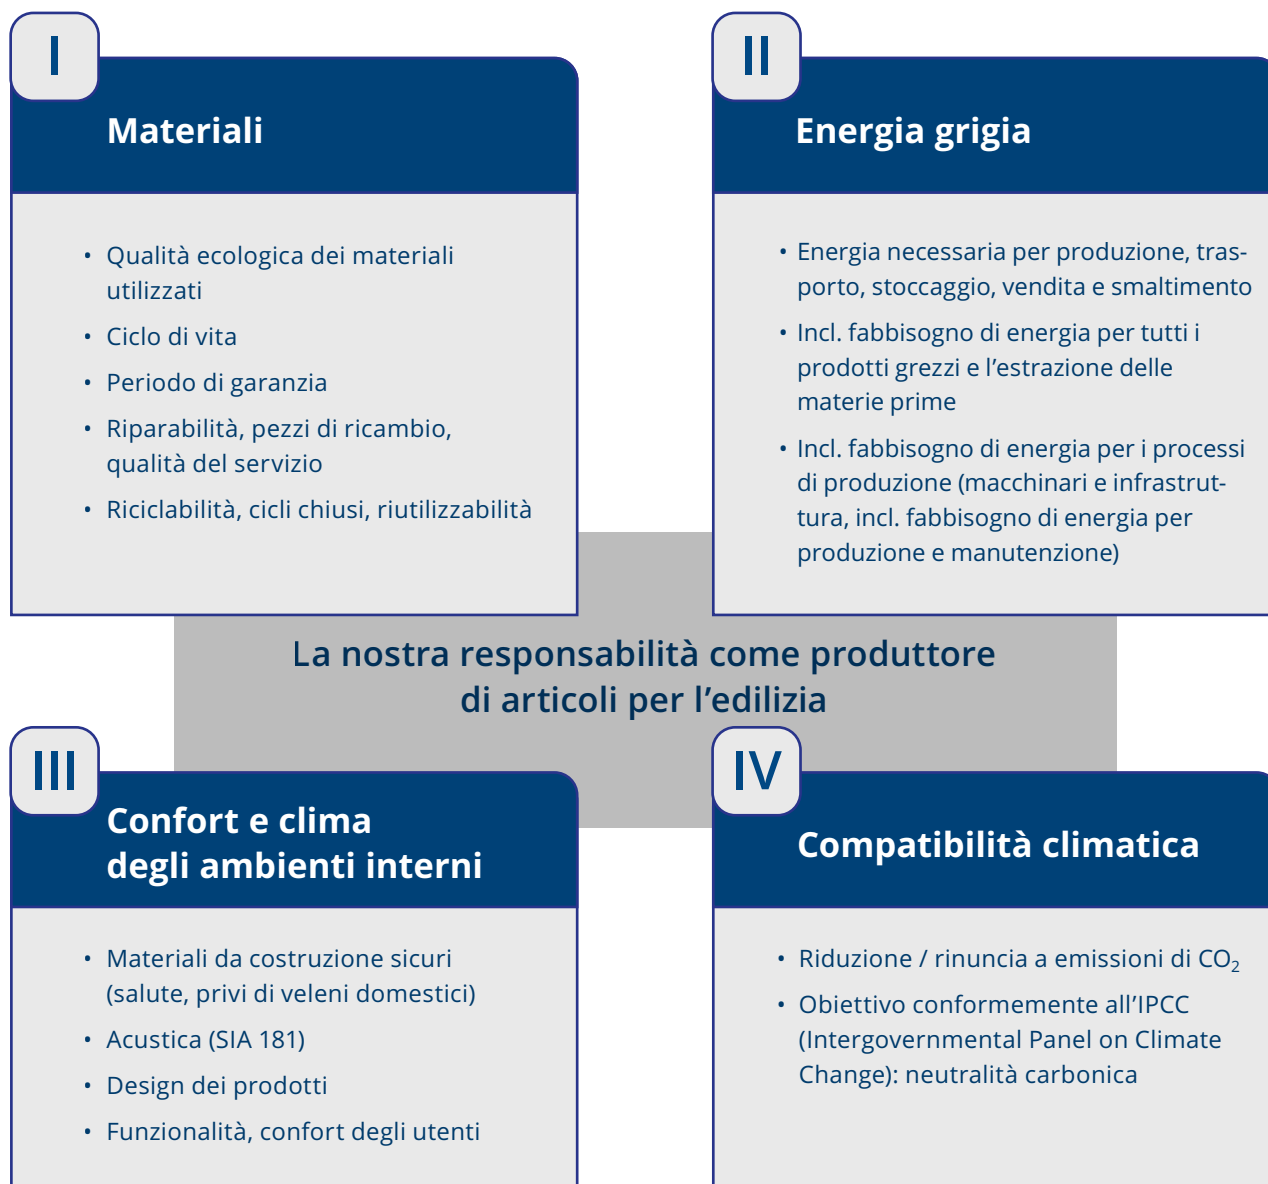 I
Materiali
• Qualità ecologica dei materiali
utilizzati
• Ciclo di vita
• Periodo di garanzia
• Riparabilità, pezzi di ricambio,
qualità del servizio
• Riciclabilità, cicli chiusi, riutilizzabilità
II
Energia grigia
• Energia necessaria per produzione, tras-
porto, stoccaggio, vendita e smaltimento
• Incl. fabbisogno di energia per tutti i
prodotti grezzi e l’estrazione delle
materie prime
• Incl. fabbisogno di energia per i processi
di produzione (macchinari e infrastrut-
tura, incl. fabbisogno di energia per
produzione e manutenzione)
La nostra responsabilità come produttore
di articoli per l’edilizia
III
Confort e clima
degli ambienti interni
• Materiali da costruzione sicuri
(salute, privi di veleni domestici)
• Acustica (SIA 181)
• Design dei prodotti
• Funzionalità, confort degli utenti
IV
Compatibilità climatica
• Riduzione / rinuncia a emissioni di CO₂
• Obiettivo conformemente all’IPCC
(Intergovernmental Panel on Climate
Change): neutralità carbonica